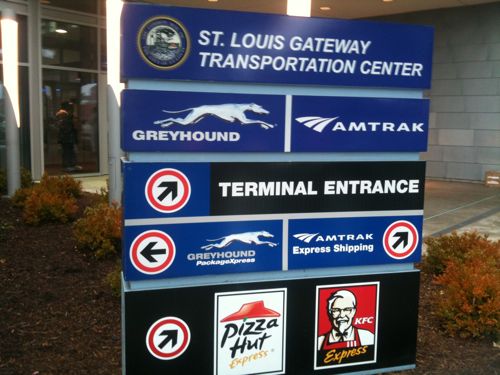 ST. LOUIS GATEWAY
TRANSPORTATION CENTER
GREYHOUND
AMTRAK
TERMINAL ENTRANCE
GREYHOUND
PackageXpress
AMTRAK
Express Shipping
Pizza
Hut
Express
KFC
Express